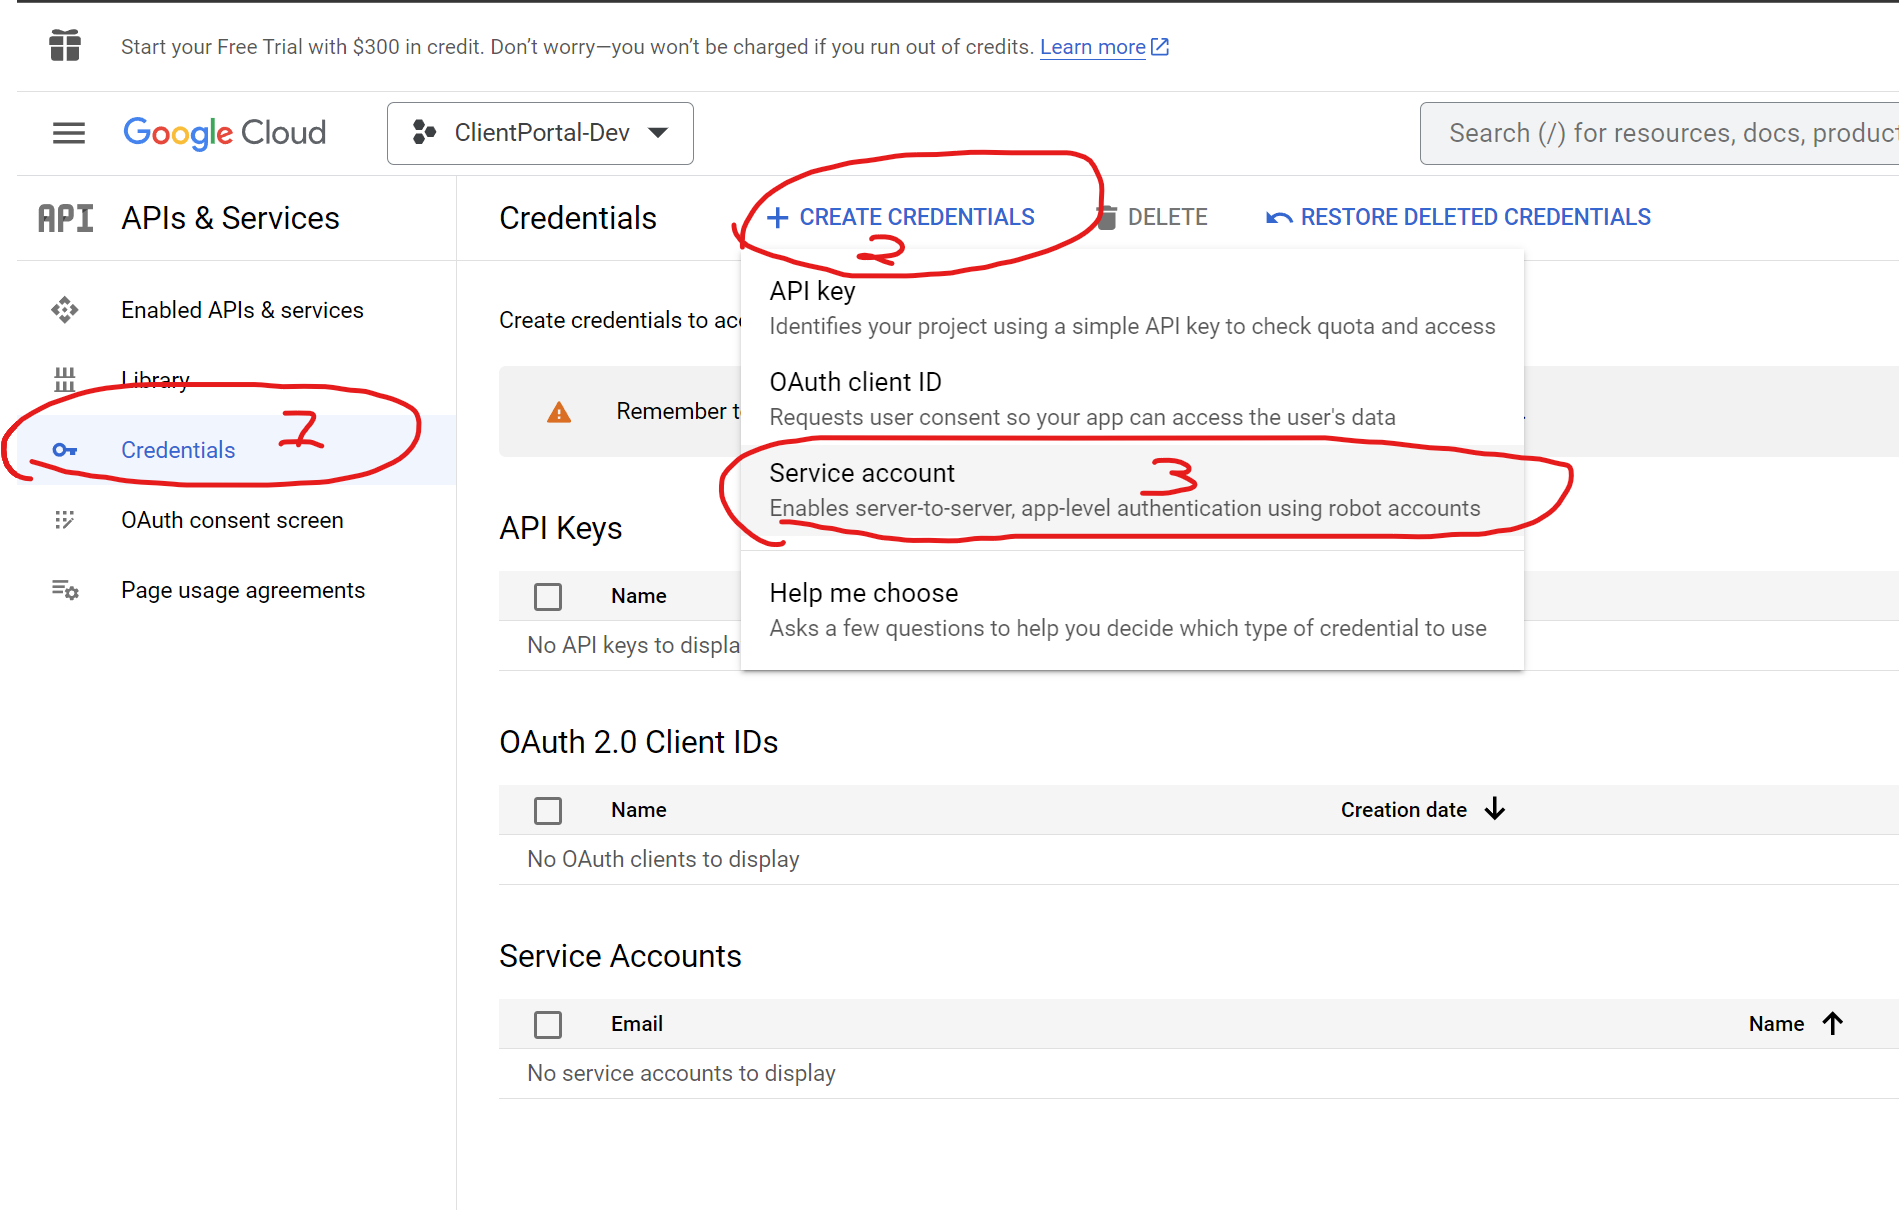 Start your Free Trial with $300 in credit. Don’t worry—you won’t be charged if you run out of credits. Learn more
Google Cloud
ClientPortal-Dev
Search (/) for resources, docs, product
API APIs & Services
Credentials
+ CREATE CREDENTIALS
DELETE
RESTORE DELETED CREDENTIALS
2
Enabled APIs & services
Library
Credentials
1
OAuth consent screen
Page usage agreements
Create credentials to acc
Remember t
API key
Identifies your project using a simple API key to check quota and access
OAuth client ID
Requests user consent so your app can access the user's data
Service account
3
Enables server-to-server, app-level authentication using robot accounts
Help me choose
Asks a few questions to help you decide which type of credential to use
API Keys
Name
No API keys to displa
OAuth 2.0 Client IDs
Name
Creation date
No OAuth clients to display
Service Accounts
Email
Name
No service accounts to display